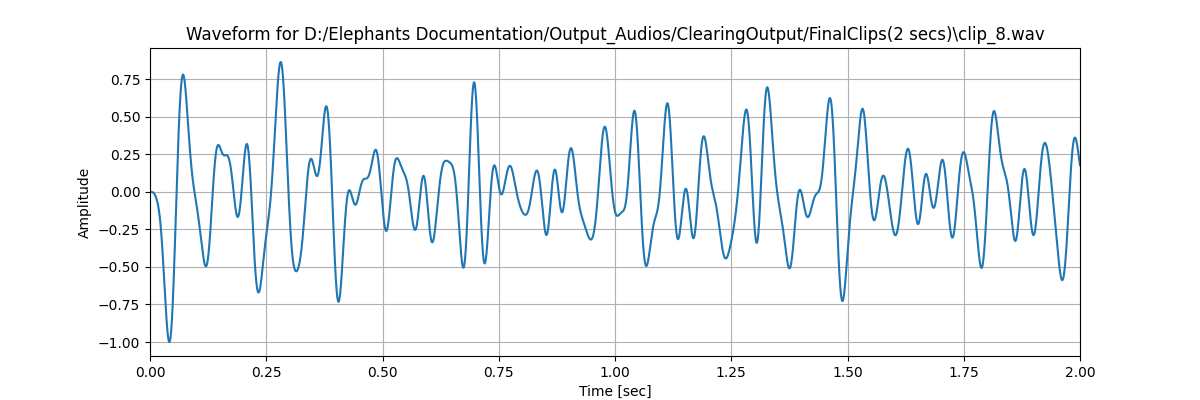 Waveform for D:/Elephants Documentation/Output_Audios/ClearingOutput/FinalClips(2 secs)\clip_8.wav
Amplitude
0.75
0.50
0.25
0.00
−0.25
−0.50
−0.75
−1.00
0.00 0.25 0.50 0.75 1.00 1.25 1.50 1.75 2.00
Time [sec]